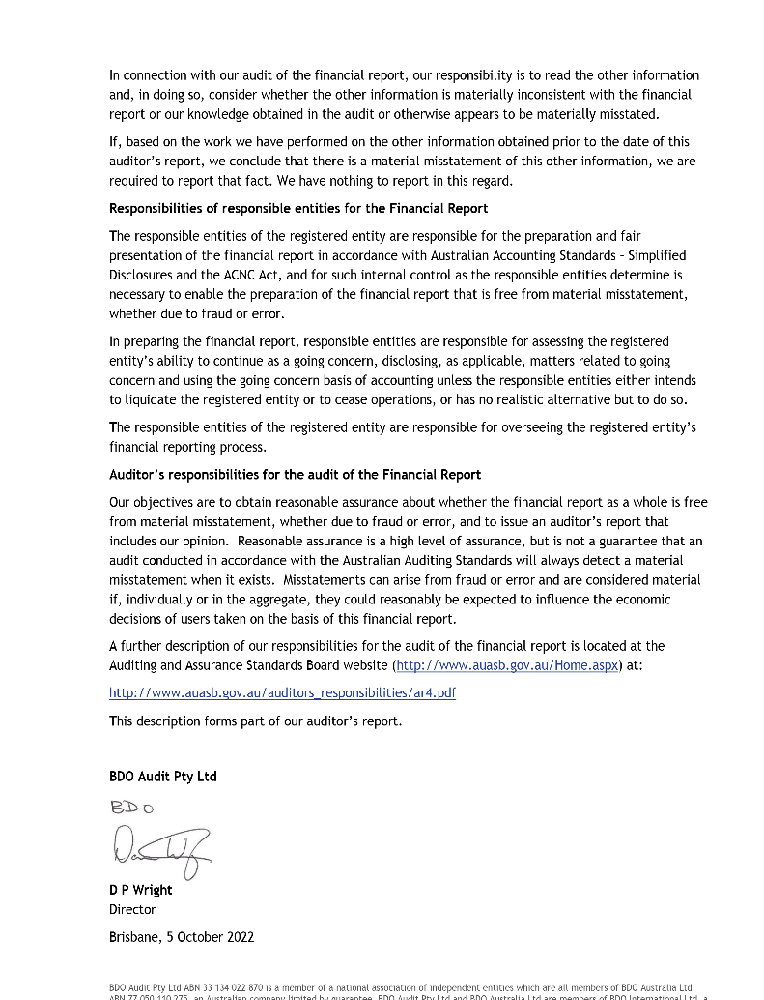 In connection with our audit of the financial report, our responsibility is to read the other information
and, in doing so, consider whether the other information is materially inconsistent with the financial
report or our knowledge obtained in the audit or otherwise appears to be materially misstated.
If, based on the work we have performed on the other information obtained prior to the date of this
auditor's report, we conclude that there is a material misstatement of this other information, we are
required to report that fact. We have nothing to report in this regard.
Responsibilities of responsible entities for the Financial Report
The responsible entities of the registered entity are responsible for the preparation and fair
presentation of the financial report in accordance with Australian Accounting Standards – Simplified
Disclosures and the ACNC Act, and for such internal control as the responsible entities determine is
necessary to enable the preparation of the financial report that is free from material misstatement,
whether due to fraud or error.
In preparing the financial report, responsible entities are responsible for assessing the registered
entity's ability to continue as a going concern, disclosing, as applicable, matters related to going
concern and using the going concern basis of accounting unless the responsible entities either intends
to liquidate the registered entity or to cease operations, or has no realistic alternative but to do so.
The responsible entities of the registered entity are responsible for overseeing the registered entity's
financial reporting process.
Auditor's responsibilities for the audit of the Financial Report
Our objectives are to obtain reasonable assurance about whether the financial report as a whole is free
from material misstatement, whether due to fraud or error, and to issue an auditor's report that
includes our opinion.  Reasonable assurance is a high level of assurance, but is not a guarantee that an
audit conducted in accordance with the Australian Auditing Standards will always detect a material
misstatement when it exists.  Misstatements can arise from fraud or error and are considered material
if, individually or in the aggregate, they could reasonably be expected to influence the economic
decisions of users taken on the basis of this financial report.
A further description of our responsibilities for the audit of the financial report is located at the
Auditing and Assurance Standards Board website (http://www.auasb.gov.au/Home.aspx) at:
http://www.auasb.gov.au/auditors_responsibilities/ar4.pdf
This description forms part of our auditor's report.
BDO Audit Pty Ltd
BDO
D P Wright
Director
Brisbane, 5 October 2022
BDO Audit Pty Ltd ABN 33 134 022 870 is a member of a national association of independent entities which are all members of BDO Australia Ltd
ABN 77 050 110 275, an Australian company limited by guarantee. BDO Audit Pty Ltd and BDO Australia Ltd are members of BDO International Ltd, a